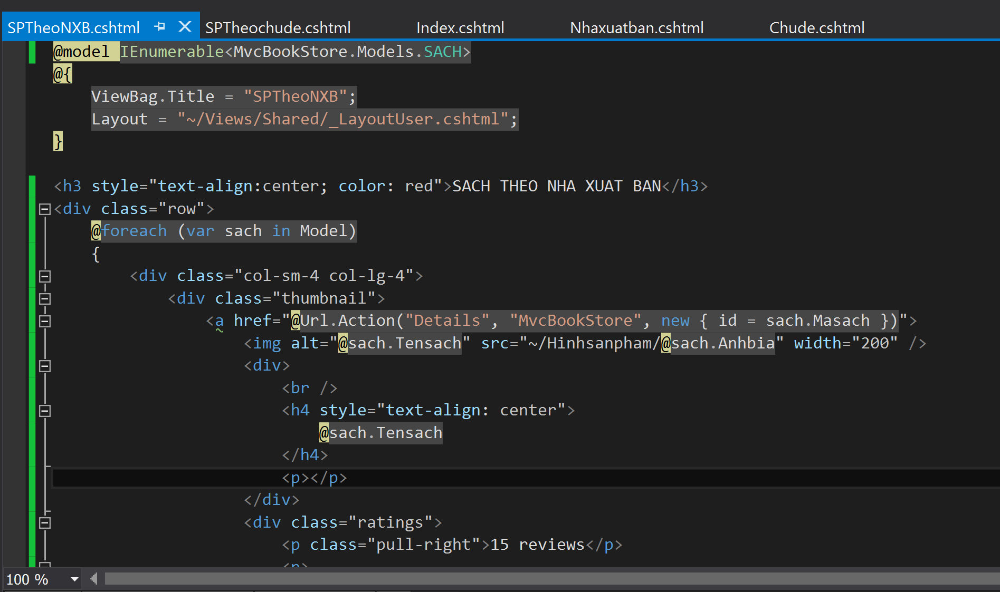 SPTheoNXB.cshtml SPTheochude.cshtml Index.cshtml Nhaxuatban.cshtml Chude.cshtml
@model IEnumerable<MvcBookStore.Models.SACH>
@{
ViewBag.Title = "SPTheoNXB";
Layout = "~/Views/Shared/_LayoutUser.cshtml";
}
<h3 style="text-align:center; color: red">SACH THEO NHA XUAT BAN</h3>
<div class="row">
@foreach (var sach in Model)
{
<div class="col-sm-4 col-lg-4">
<div class="thumbnail">
<a href="@Url.Action("Details", "MvcBookStore", new { id = sach.Masach })">
<img alt="@sach.Tensach" src="~/Hinhsanpham/@sach.Anhbia" width="200" />
<div>
<br />
<h4 style="text-align: center">
@sach.Tensach
</h4>
<p></p>
</div>
<div class="ratings">
<p class="pull-right">15 reviews</p>
<p>
100 %